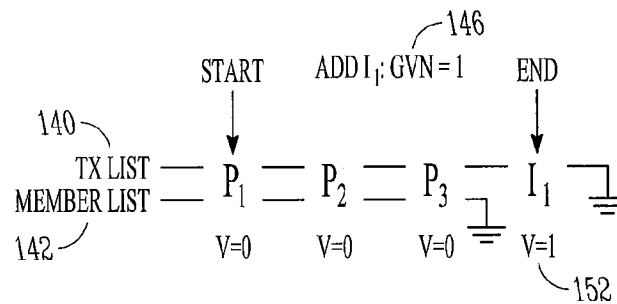 146
START ADD I₁: GVN = 1 END
140
TX LIST P₁ P₂ P₃ I₁
MEMBER LIST
142 V=0 V=0 V=0 V=1
152